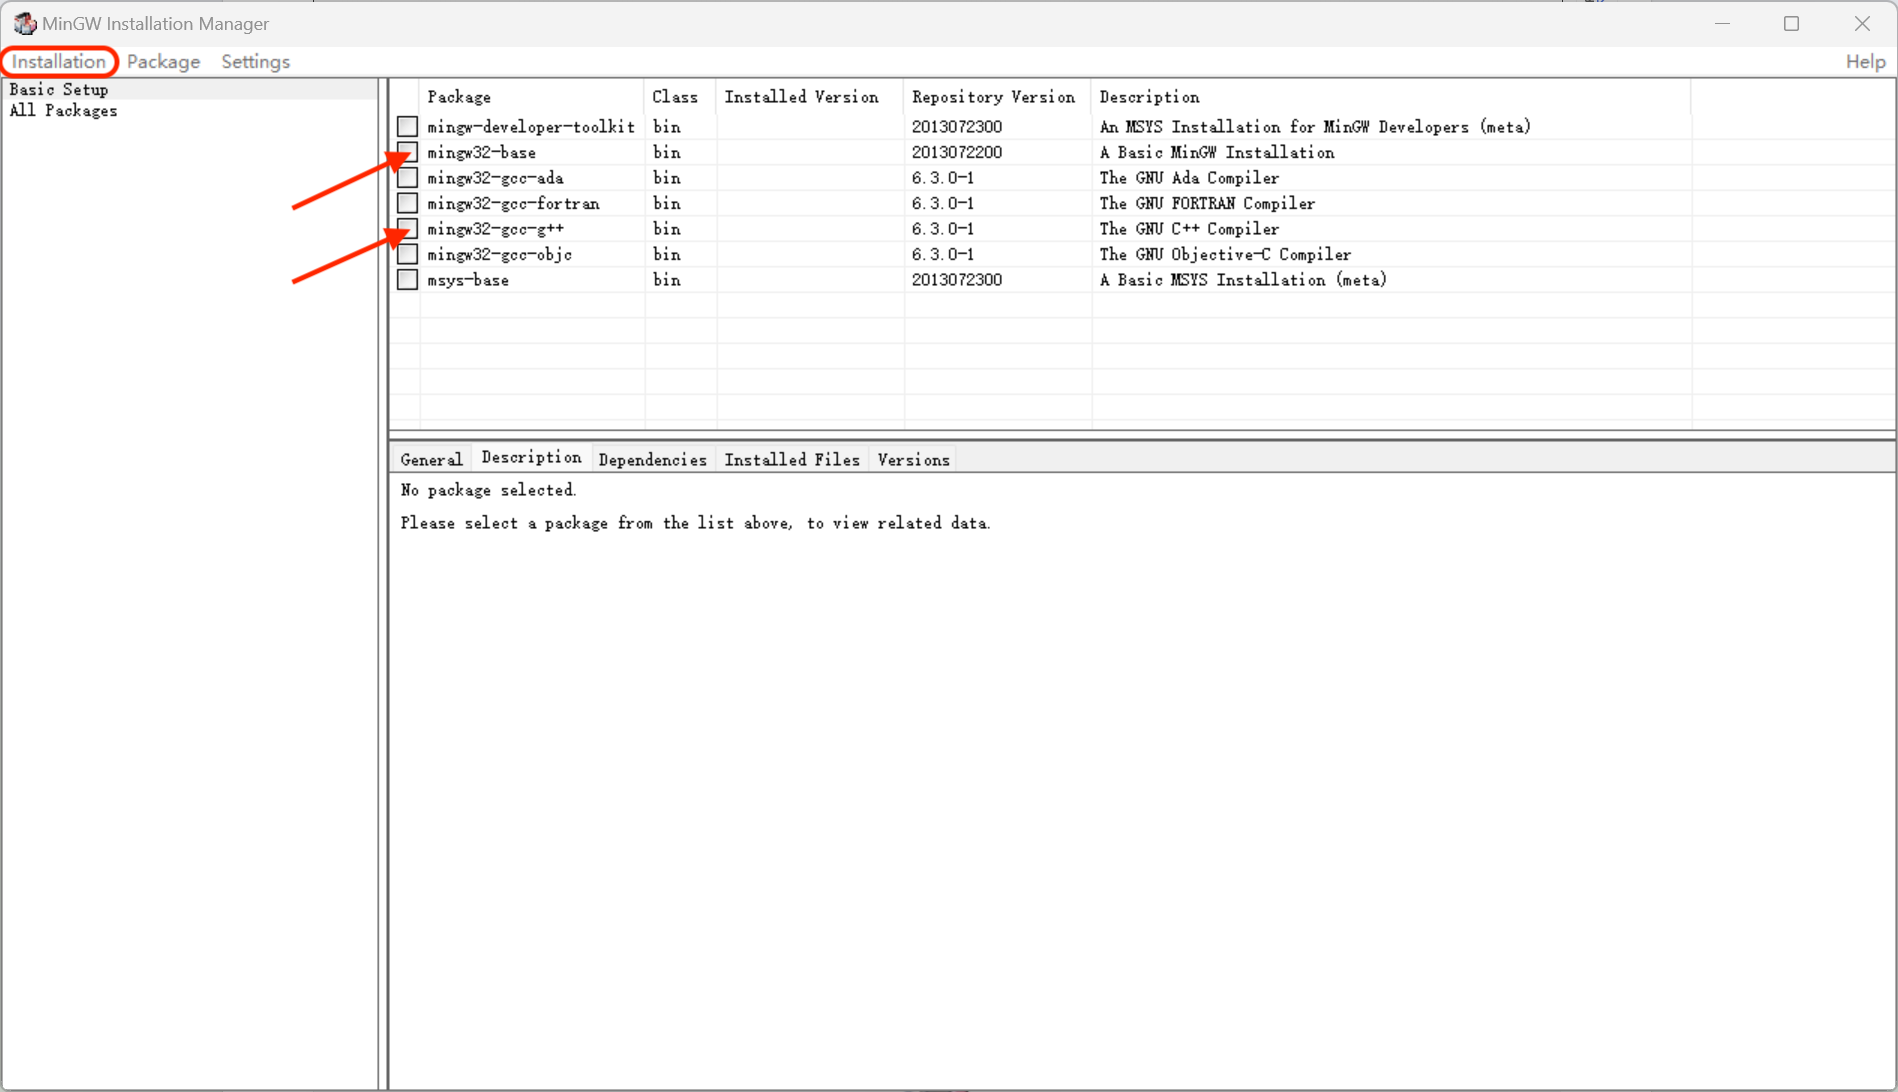 MinGW Installation Manager
Installation Package Settings Help
Basic Setup
All Packages
Package Class Installed Version Repository Version Description
mingw-developer-toolkit bin 2013072300 An MSYS Installation for MinGW Developers (meta)
mingw32-base bin 2013072200 A Basic MinGW Installation
mingw32-gcc-ada bin 6.3.0-1 The GNU Ada Compiler
mingw32-gcc-fortran bin 6.3.0-1 The GNU FORTRAN Compiler
mingw32-gcc-g++ bin 6.3.0-1 The GNU C++ Compiler
mingw32-gcc-objc bin 6.3.0-1 The GNU Objective-C Compiler
msys-base bin 2013072300 A Basic MSYS Installation (meta)
General Description Dependencies Installed Files Versions
No package selected.
Please select a package from the list above, to view related data.